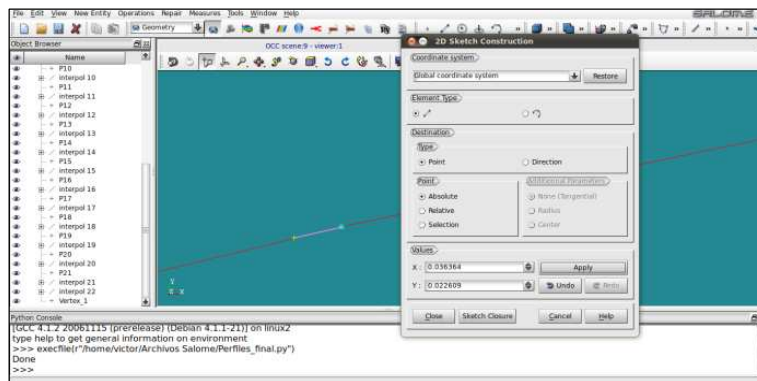 File Edit View New Entity Operations Repair Measures Tools Window Help
SALOME
Geometry
Object Browser
Name
P10
interpol 10
P11
interpol 11
P12
interpol 12
P13
interpol 13
P14
interpol 14
P15
interpol 15
P16
interpol 16
P17
interpol 17
P18
interpol 18
P19
interpol 19
P20
interpol 20
P21
interpol 21
interpol 22
Vertex_1
OCC scene:9 - viewer:1
2D Sketch Construction
Coordinate system
Global coordinate system
Restore
Element Type
Destination
Type
Point
Direction
Point
Absolute
Relative
Selection
Additional Parameters
None (Tangential)
Radius
Center
Values
X : 0.036364
Apply
Y : 0.022609
Undo
Redo
Close
Sketch Closure
Cancel
Help
Y
X
Python Console
[GCC 4.1.2 20061115 (prerelease) (Debian 4.1.1-21)] on linux2
type help to get general information on environment
>>> execfile(r"/home/victor/Archivos Salome/Perfiles_final.py")
Done
>>>